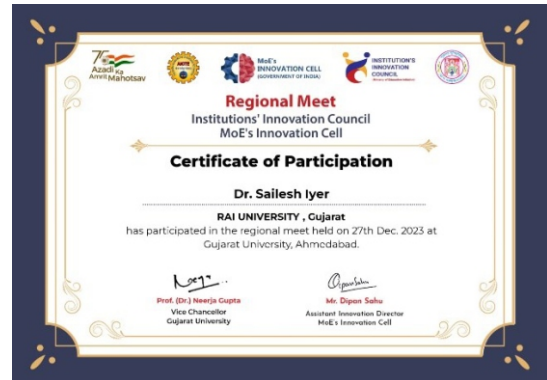 75
Azadi Ka
Amrit Mahotsav
MoE's
INNOVATION CELL
(GOVERNMENT OF INDIA)
INSTITUTION'S
INNOVATION
COUNCIL
Regional Meet
Institutions' Innovation Council
MoE's Innovation Cell
Certificate of Participation
Dr. Sailesh Iyer
RAI UNIVERSITY , Gujarat
has participated in the regional meet held on 27th Dec. 2023 at
Gujarat University, Ahmedabad.
Prof. (Dr.) Neerja Gupta
Vice Chancellor
Gujarat University
Mr. Dipan Sahu
Assistant Innovation Director
MoE's Innovation Cell